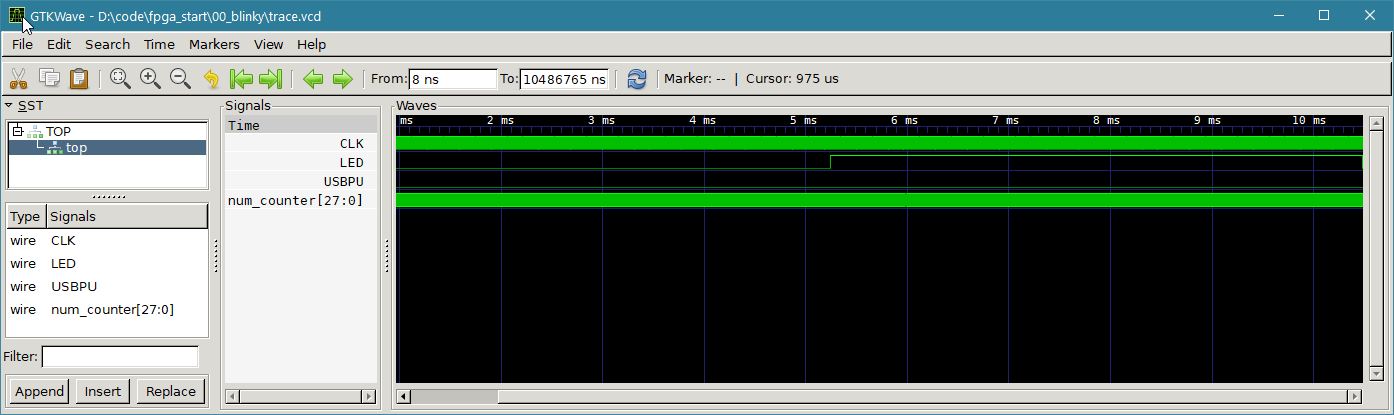 GTKWave - D:\code\fpga_start\00_blinky\trace.vcd
File Edit Search Time Markers View Help
From: 8 ns To: 10486765 ns Marker: -- | Cursor: 975 us
SST
TOP
top
Type Signals
wire CLK
wire LED
wire USBPU
wire num_counter[27:0]
Filter:
Append Insert Replace
Signals
Time
CLK
LED
USBPU
num_counter[27:0]
Waves
ms 2 ms 3 ms 4 ms 5 ms 6 ms 7 ms 8 ms 9 ms 10 ms